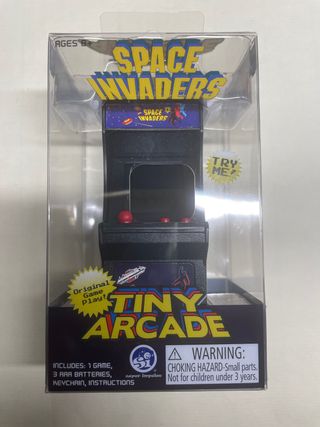 AGES 8+
SPACE
INVADERS
SPACE
INVADERS
TRY
ME!
Original
Game
Play!
TINY
ARCADE
INCLUDES: 1 GAME,
3 AAA BATTERIES,
KEYCHAIN, INSTRUCTIONS
Si
super impulse
WARNING:
CHOKING HAZARD-Small parts.
Not for children under 3 years.